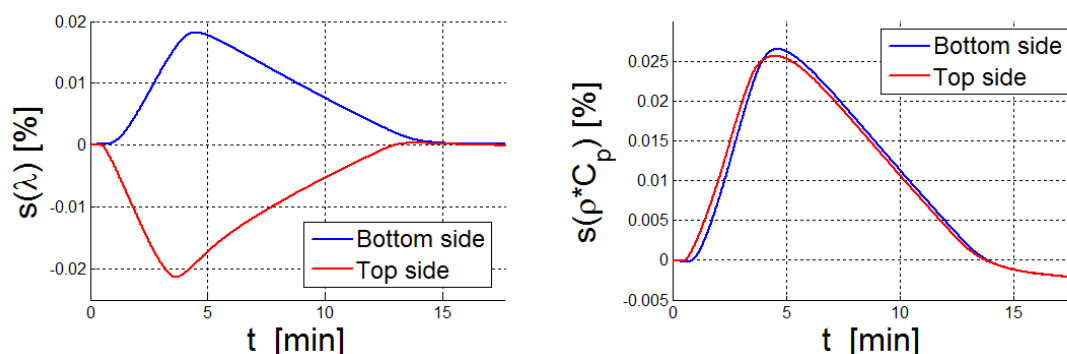 0.02
0.01
0
-0.01
-0.02
s(λ) [%]
Bottom side
Top side
0
5
10
15
t [min]
0.025
0.02
0.015
0.01
0.005
0
-0.005
s(ρ*C_p) [%]
Bottom side
Top side
0
5
10
15
t [min]